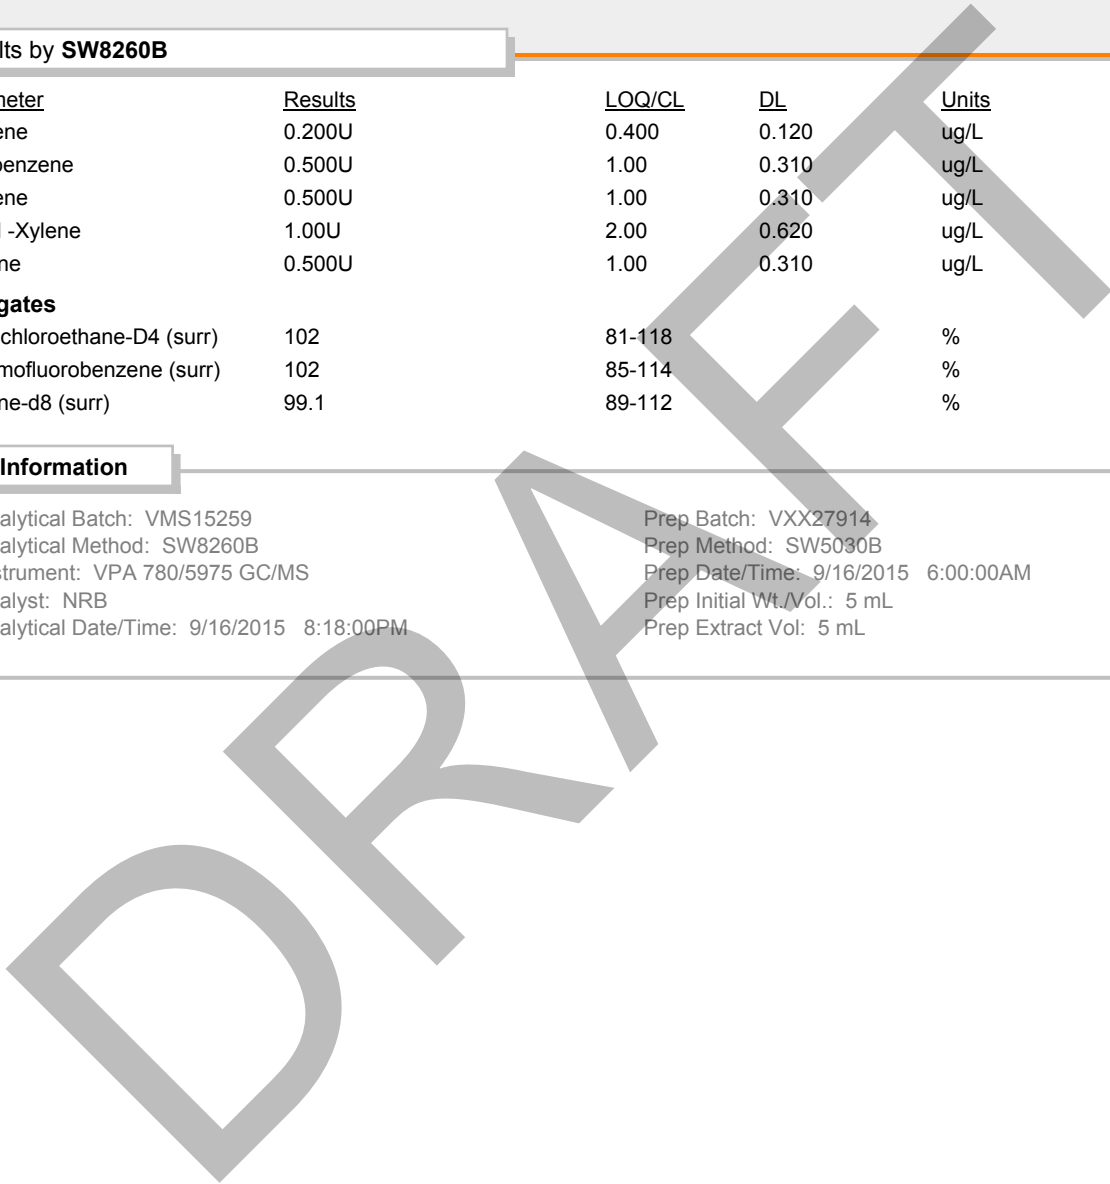 lts by SW8260B
meter Results LOQ/CL DL Units
ene 0.200U 0.400 0.120 ug/L
benzene 0.500U 1.00 0.310 ug/L
ene 0.500U 1.00 0.310 ug/L
l -Xylene 1.00U 2.00 0.620 ug/L
ne 0.500U 1.00 0.310 ug/L
gates
chloroethane-D4 (surr) 102 81-118 %
mofluorobenzene (surr) 102 85-114 %
ne-d8 (surr) 99.1 89-112 %
Information
alytical Batch: VMS15259 Prep Batch: VXX27914
alytical Method: SW8260B Prep Method: SW5030B
strument: VPA 780/5975 GC/MS Prep Date/Time: 9/16/2015 6:00:00AM
alyst: NRB Prep Initial Wt./Vol.: 5 mL
alytical Date/Time: 9/16/2015 8:18:00PM Prep Extract Vol: 5 mL
DRAFT